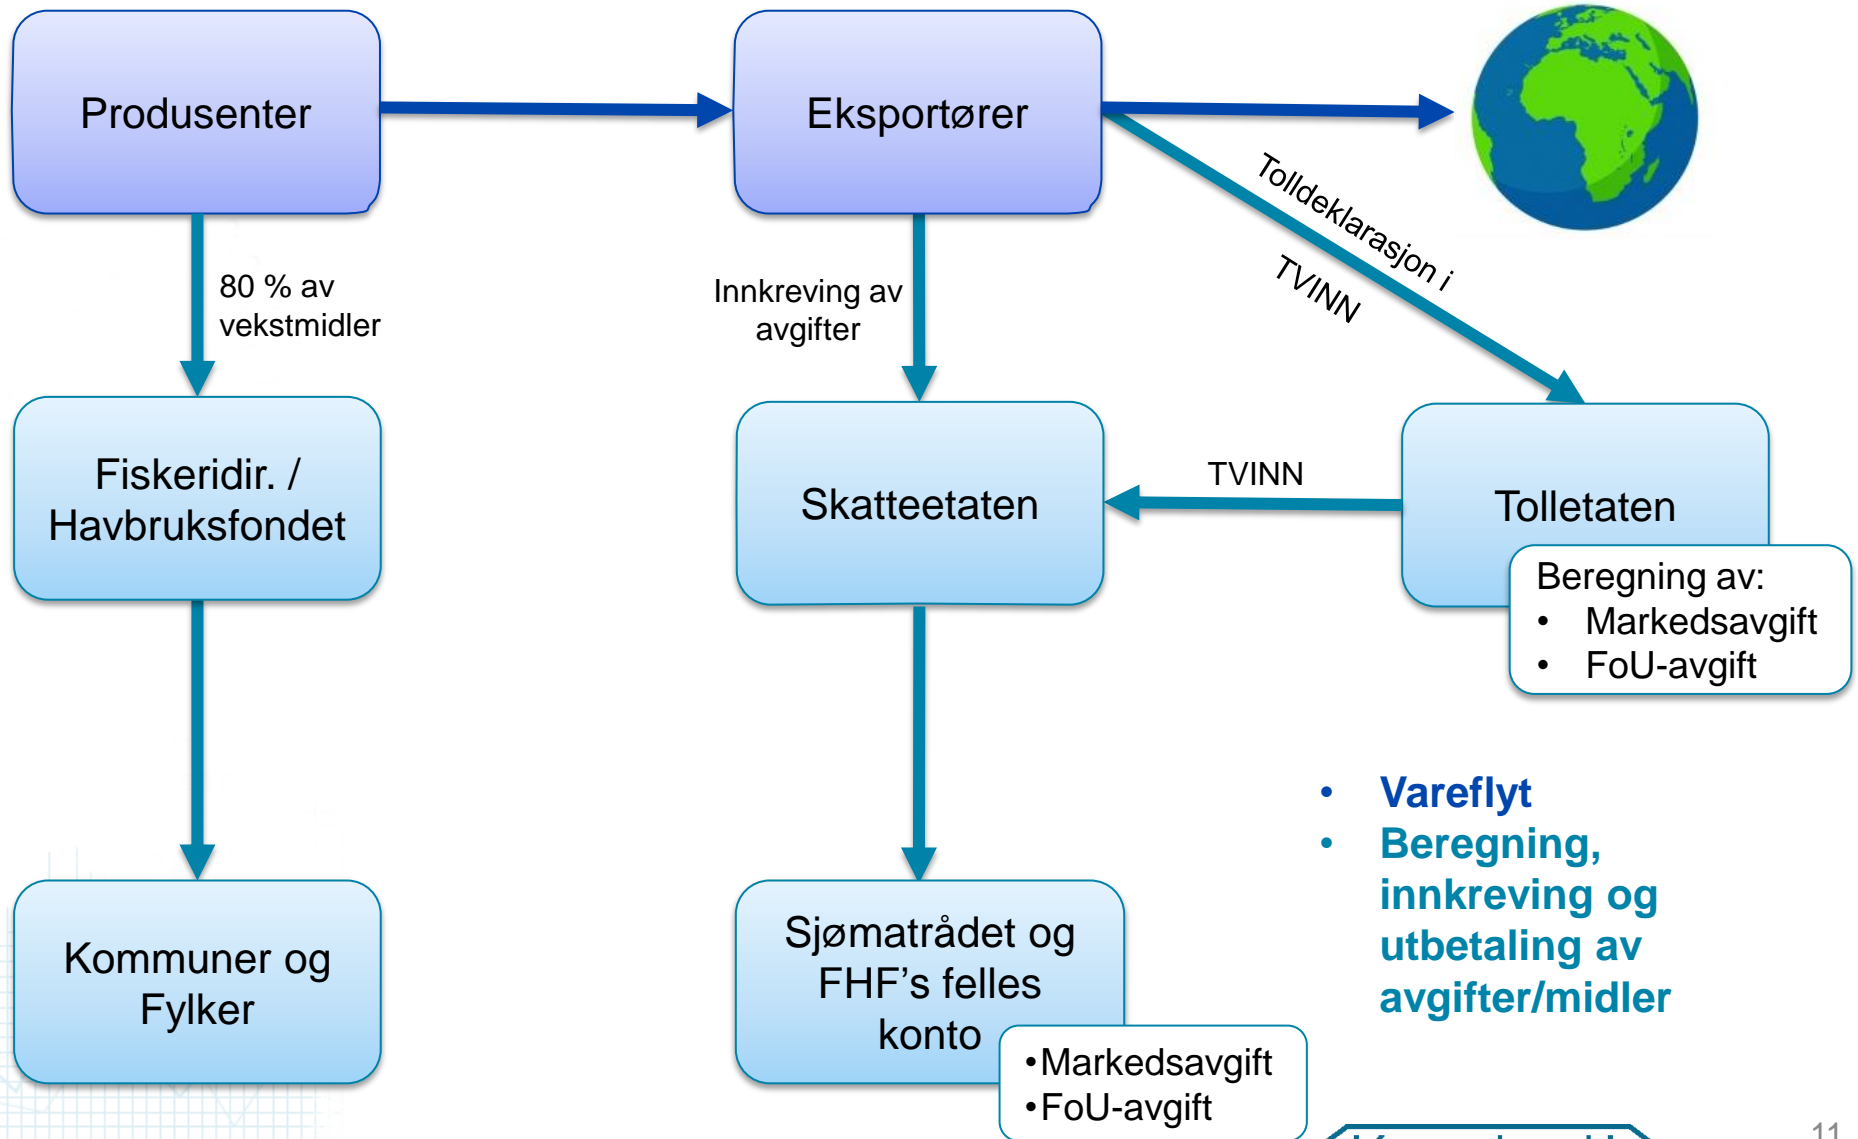 Produsenter
Eksportører
Tolldeklarasjon i
TVINN
80 % av
vekstmidler
Innkreving av
avgifter
Fiskeridir. /
Havbruksfondet
Skatteetaten
TVINN
Tolletaten
Beregning av:
• Markedsavgift
• FoU-avgift
• Vareflyt
• Beregning,
innkreving og
utbetaling av
avgifter/midler
Kommuner og
Fylker
Sjømatrådet og
FHF’s felles
konto
•Markedsavgift
•FoU-avgift
11